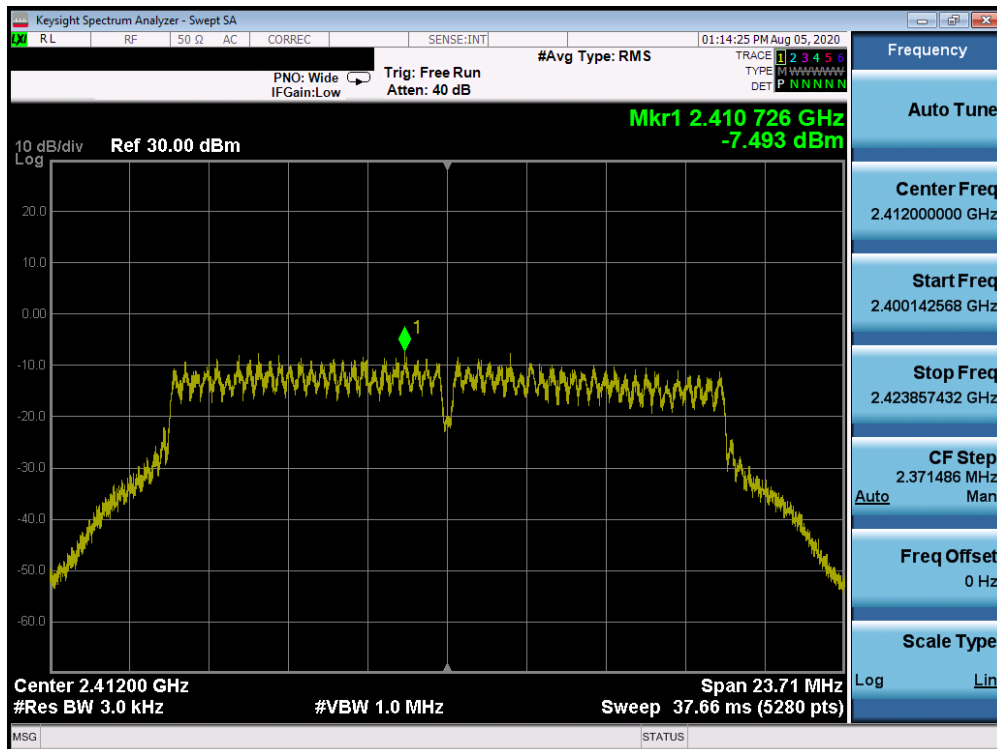 Keysight Spectrum Analyzer - Swept SA
LXI RL RF 50 Ω AC CORREC SENSE:INT 01:14:25 PM Aug 05, 2020
PNO: Wide
IFGain:Low
Trig: Free Run
Atten: 40 dB
#Avg Type: RMS
TRACE 1 2 3 4 5 6
TYPE M WWWWW
DET P N N N N N
Mkr1 2.410 726 GHz
-7.493 dBm
10 dB/div Ref 30.00 dBm
Log
20.0
10.0
0.00
-10.0
-20.0
-30.0
-40.0
-50.0
-60.0
1
Center 2.41200 GHz Span 23.71 MHz
#Res BW 3.0 kHz #VBW 1.0 MHz Sweep 37.66 ms (5280 pts)
MSG STATUS
Frequency
Auto Tune
Center Freq
2.412000000 GHz
Start Freq
2.400142568 GHz
Stop Freq
2.423857432 GHz
CF Step
2.371486 MHz
Auto Man
Freq Offset
0 Hz
Scale Type
Log Lin